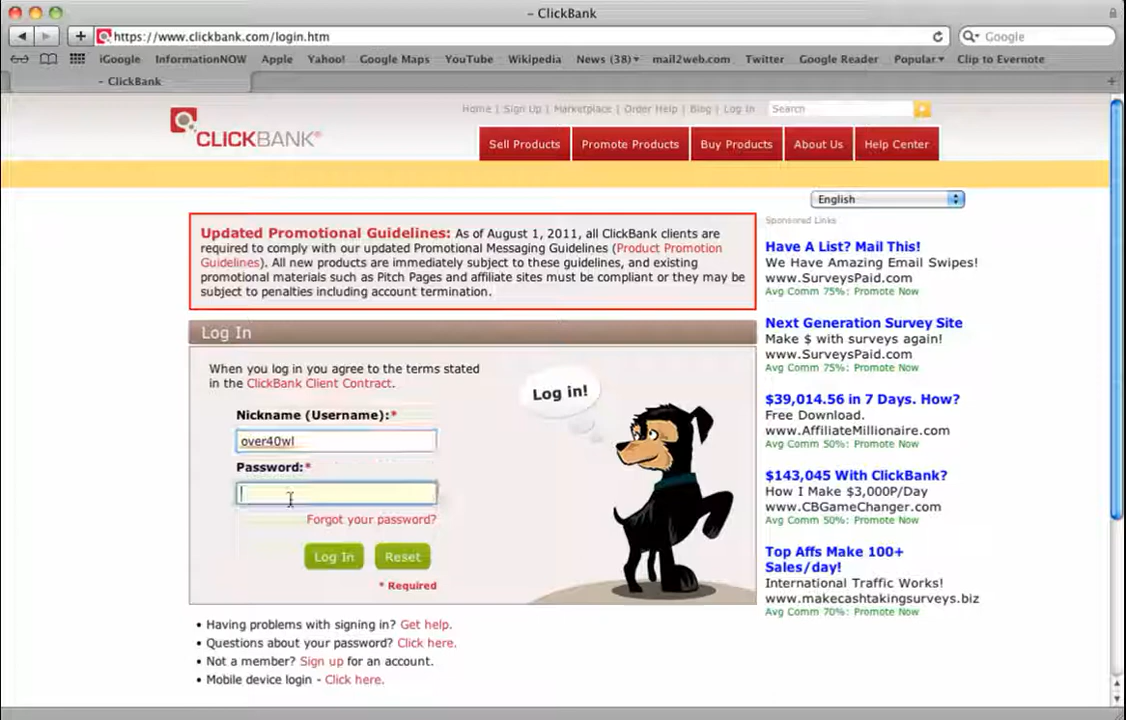 – ClickBank
https://www.clickbank.com/login.htm
Google
iGoogle InformationNOW Apple Yahoo! Google Maps YouTube Wikipedia News (38) mail2web.com Twitter Google Reader Popular Clip to Evernote
– ClickBank
Home | Sign Up | Marketplace | Order Help | Blog | Log In Search
CLICKBANK®
Sell Products Promote Products Buy Products About Us Help Center
English
Updated Promotional Guidelines: As of August 1, 2011, all ClickBank clients are
required to comply with our updated Promotional Messaging Guidelines (Product Promotion
Guidelines). All new products are immediately subject to these guidelines, and existing
promotional materials such as Pitch Pages and affiliate sites must be compliant or they may be
subject to penalties including account termination.
Log In
When you log in you agree to the terms stated
in the ClickBank Client Contract.
Nickname (Username):*
over40wl
Password:*
Forgot your password?
Log In Reset
* Required
Log in!
• Having problems with signing in? Get help.
• Questions about your password? Click here.
• Not a member? Sign up for an account.
• Mobile device login - Click here.
Sponsored Links
Have A List? Mail This!
We Have Amazing Email Swipes!
www.SurveysPaid.com
Avg Comm 75%: Promote Now
Next Generation Survey Site
Make $ with surveys again!
www.SurveysPaid.com
Avg Comm 75%: Promote Now
$39,014.56 in 7 Days. How?
Free Download.
www.AffiliateMillionaire.com
Avg Comm 50%: Promote Now
$143,045 With ClickBank?
How I Make $3,000P/Day
www.CBGameChanger.com
Avg Comm 50%: Promote Now
Top Affs Make 100+
Sales/day!
International Traffic Works!
www.makecashtakingsurveys.biz
Avg Comm 70%: Promote Now